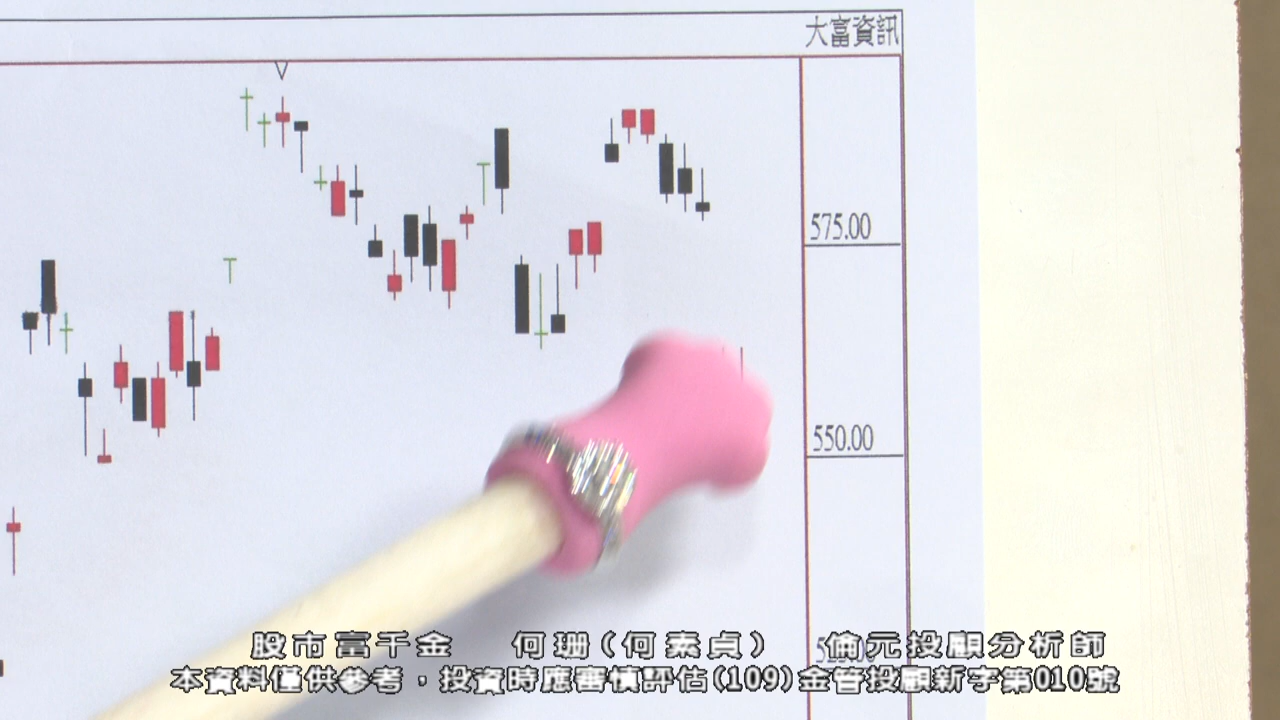 大富資訊
575.00
550.00
股市富千金 何珊(何素貞) 倫元投顧分析師
本資料僅供參考,投資時應審慎評估(109)金管投顧新字第010號